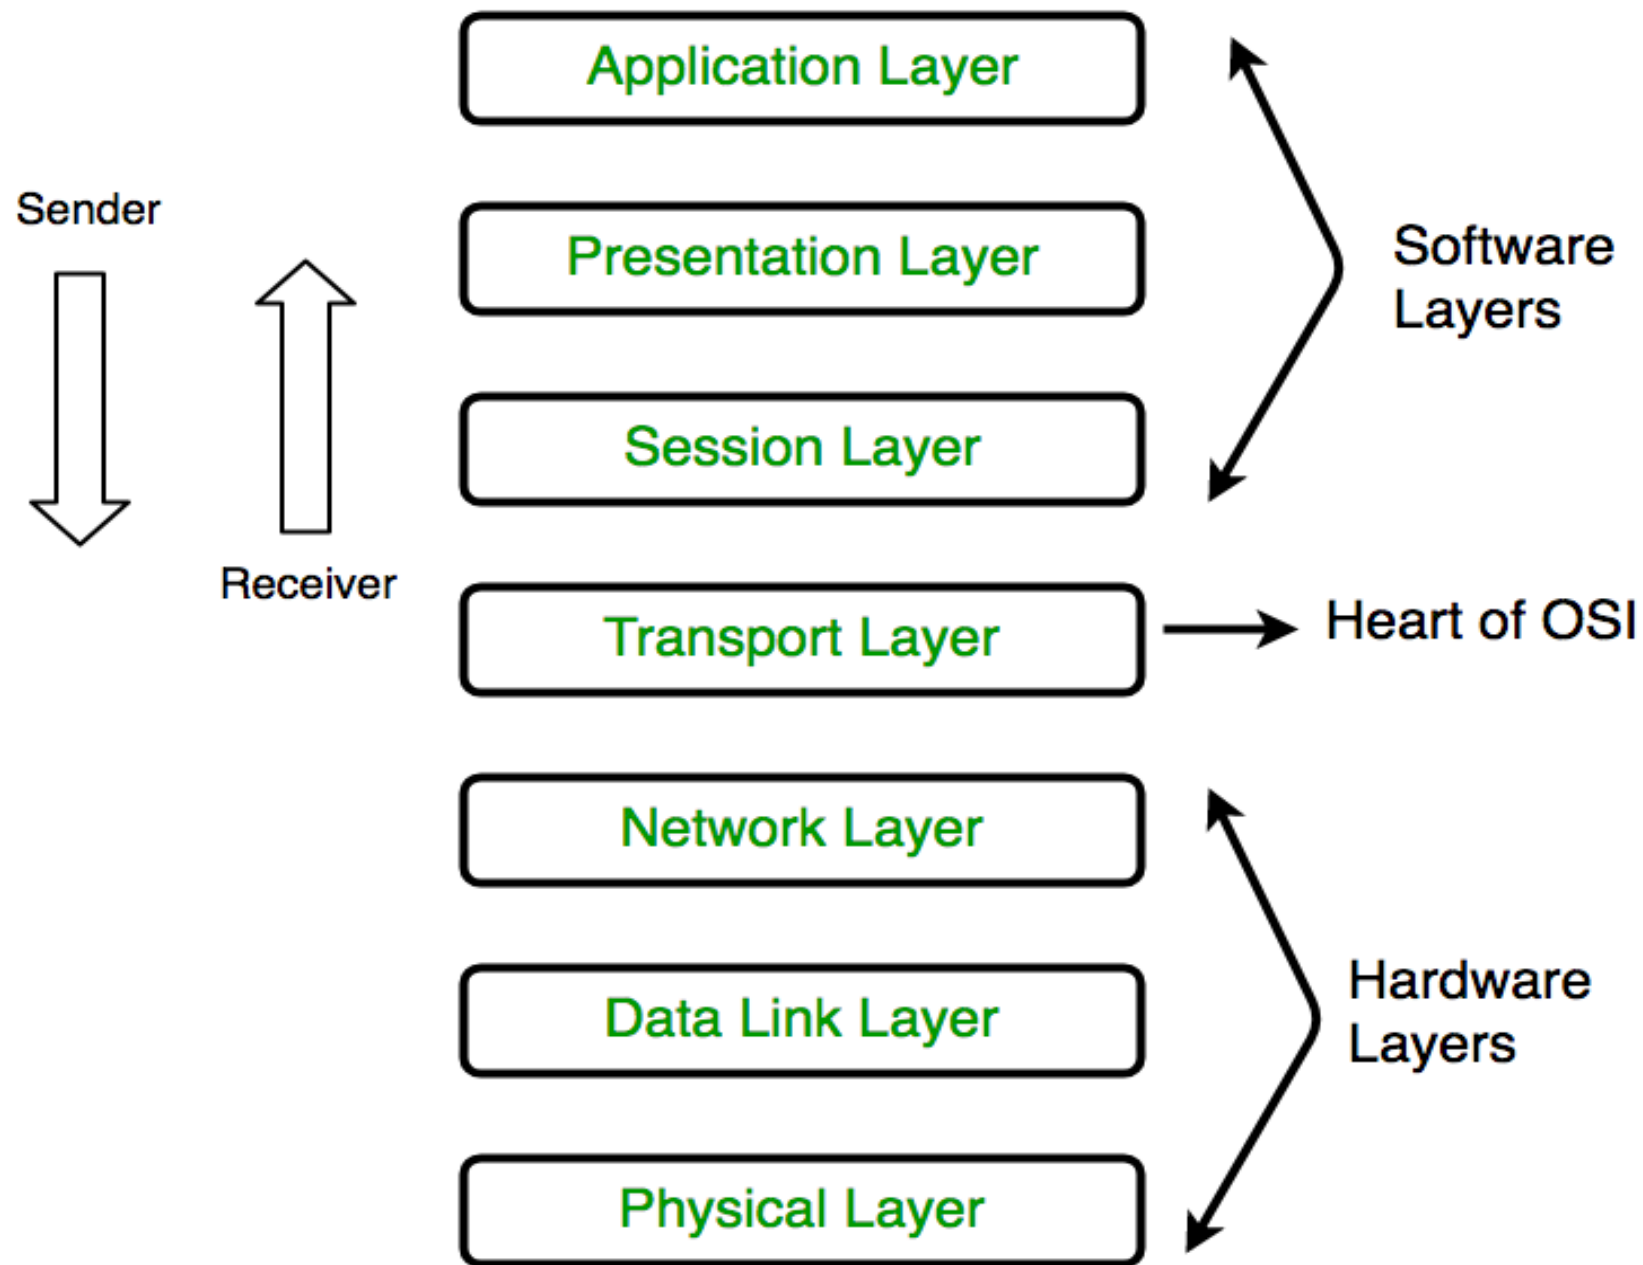 Application Layer
Sender
Presentation Layer
Software
Layers
Session Layer
Receiver
Transport Layer
Heart of OSI
Network Layer
Data Link Layer
Hardware
Layers
Physical Layer